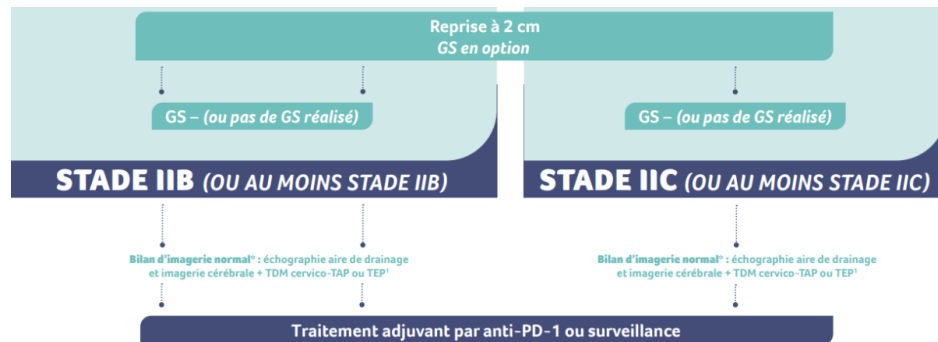 Reprise à 2 cm
GS en option
GS – (ou pas de GS réalisé)
GS – (ou pas de GS réalisé)
STADE IIB (OU AU MOINS STADE IIB)
STADE IIC (OU AU MOINS STADE IIC)
Bilan d'imagerie normal* : échographie aire de drainage
et imagerie cérébrale + TDM cervico-TAP ou TEP¹
Bilan d'imagerie normal* : échographie aire de drainage
et imagerie cérébrale + TDM cervico-TAP ou TEP¹
Traitement adjuvant par anti-PD-1 ou surveillance